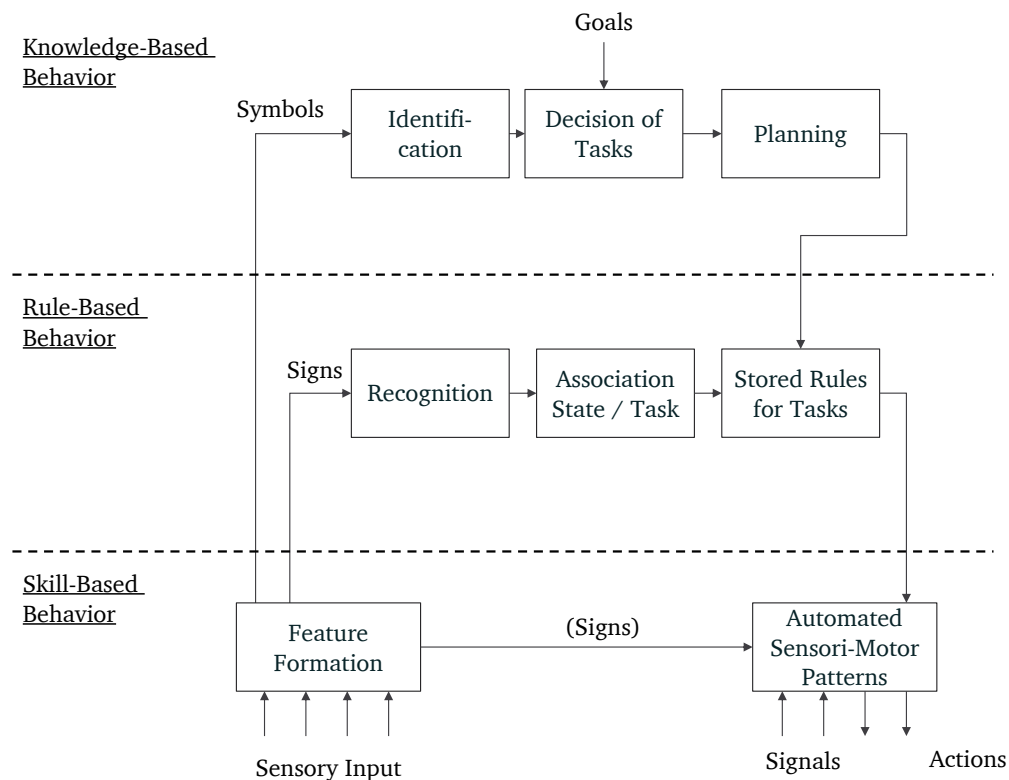 Goals
Knowledge-Based
Behavior
Symbols
Identifi-
cation
Decision of
Tasks
Planning
Rule-Based
Behavior
Signs
Recognition
Association
State / Task
Stored Rules
for Tasks
Skill-Based
Behavior
Feature
Formation
(Signs)
Automated
Sensori-Motor
Patterns
Sensory Input
Signals
Actions